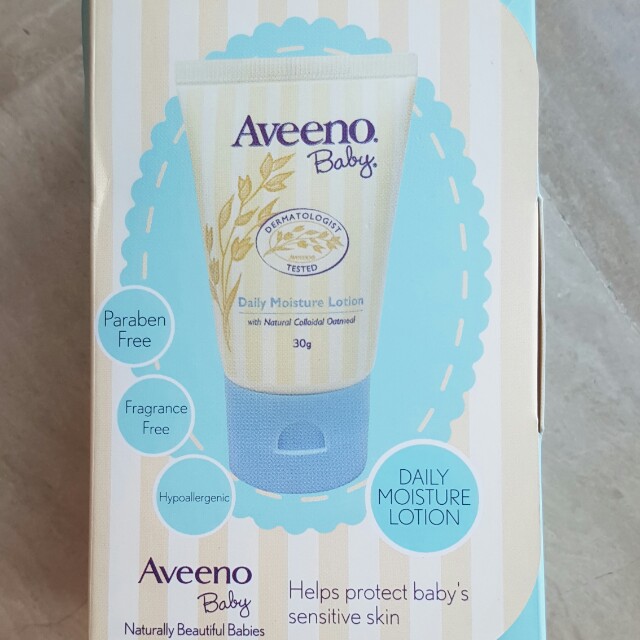 Aveeno.
Baby.
DERMATOLOGIST
TESTED
Daily Moisture Lotion
with Natural Colloidal Oatmeal
30g
Paraben
Free
Fragrance
Free
Hypoallergenic
DAILY
MOISTURE
LOTION
Aveeno
Baby
Naturally Beautiful Babies
Helps protect baby's
sensitive skin